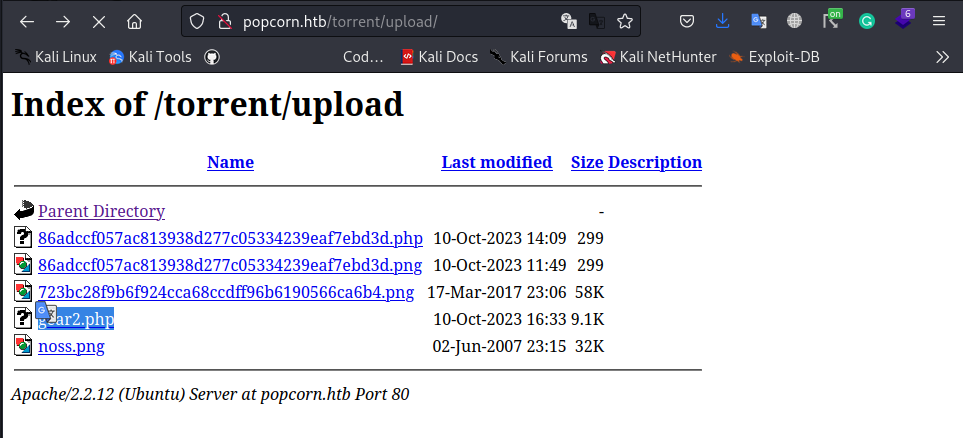 popcorn.htb/torrent/upload/
on
6
Kali Linux Kali Tools Cod… Kali Docs Kali Forums Kali NetHunter Exploit-DB
Index of /torrent/upload
Name Last modified Size Description
Parent Directory -
86adccf057ac813938d277c05334239eaf7ebd3d.php 10-Oct-2023 14:09 299
86adccf057ac813938d277c05334239eaf7ebd3d.png 10-Oct-2023 11:49 299
723bc28f9b6f924cca68ccdff96b6190566ca6b4.png 17-Mar-2017 23:06 58K
gear2.php 10-Oct-2023 16:33 9.1K
noss.png 02-Jun-2007 23:15 32K
Apache/2.2.12 (Ubuntu) Server at popcorn.htb Port 80